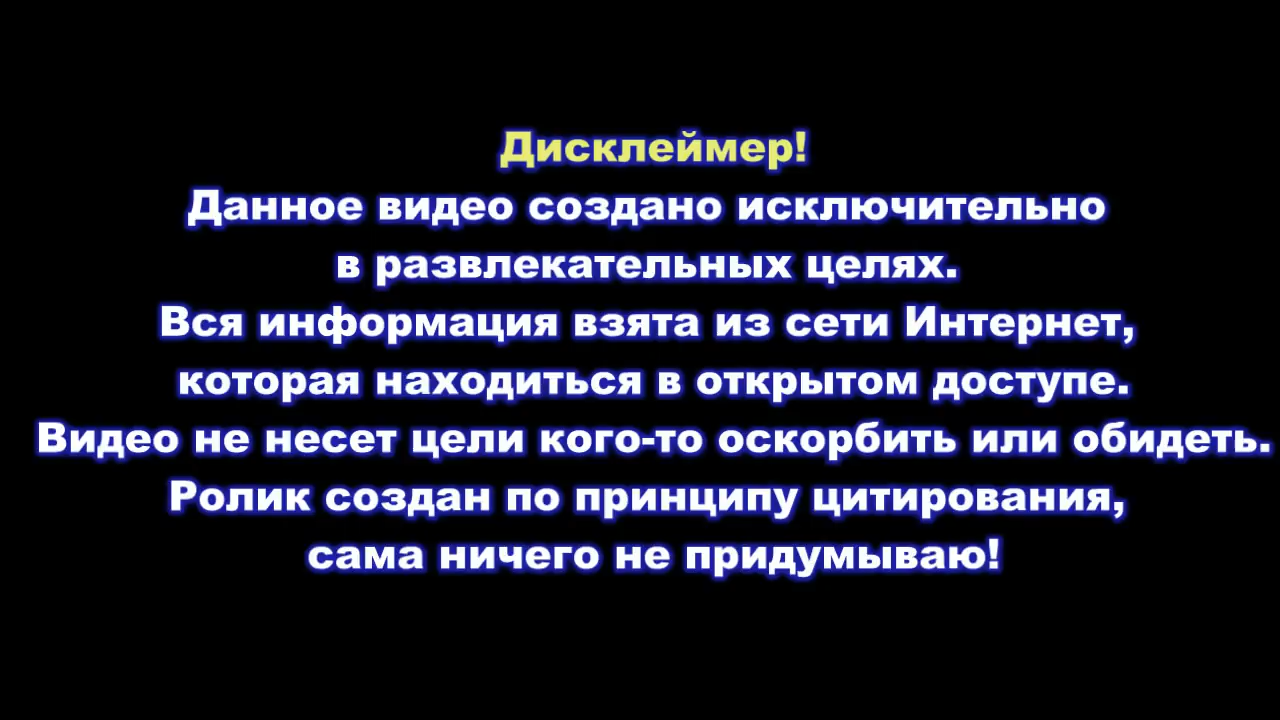 Дисклеймер!
Данное видео создано исключительно
в развлекательных целях.
Вся информация взята из сети Интернет,
которая находиться в открытом доступе.
Видео не несет цели кого-то оскорбить или обидеть.
Ролик создан по принципу цитирования,
сама ничего не придумываю!